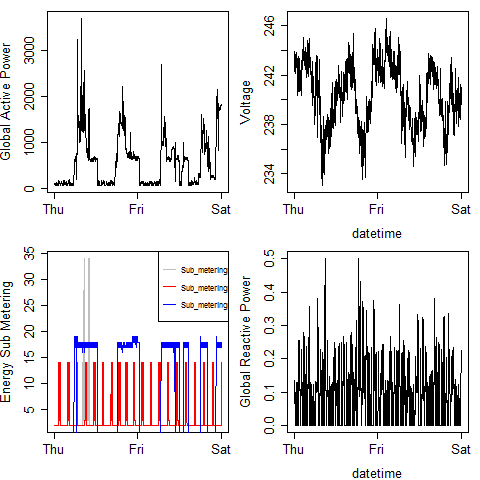 Global Active Power
0 1000 2000 3000
Thu Fri Sat
Voltage
234 238 242 246
Thu Fri Sat
datetime
Energy Sub Metering
5 10 15 20 25 30 35
Sub_metering
Sub_metering
Sub_metering
Thu Fri Sat
Global Reactive Power
0.0 0.1 0.2 0.3 0.4 0.5
Thu Fri Sat
datetime